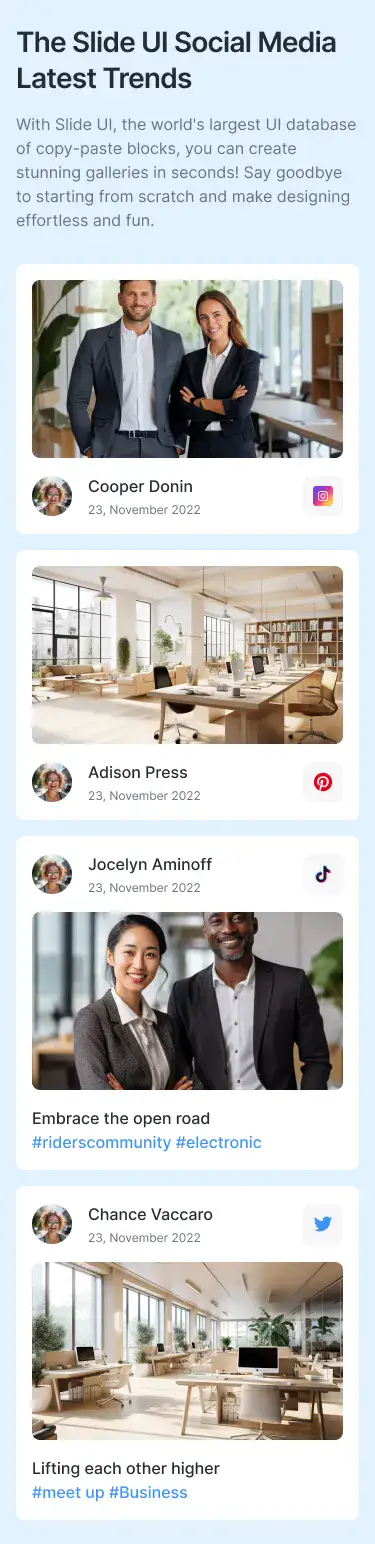 The Slide UI Social Media
Latest Trends
With Slide UI, the world's largest UI database
of copy-paste blocks, you can create
stunning galleries in seconds! Say goodbye
to starting from scratch and make designing
effortless and fun.
Cooper Donin
23, November 2022
Adison Press
23, November 2022
Jocelyn Aminoff
23, November 2022
Embrace the open road
#riderscommunity #electronic
Chance Vaccaro
23, November 2022
Lifting each other higher
#meet up #Business